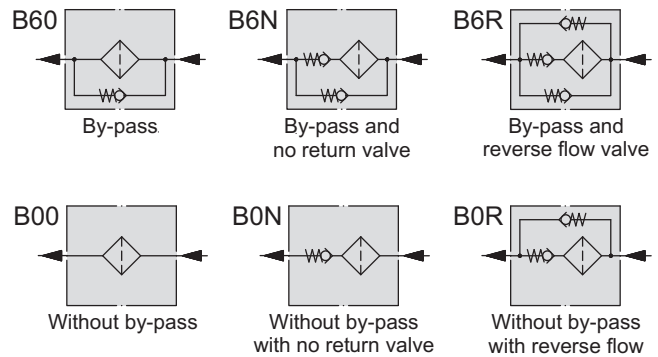 B60
B6N
B6R
By-pass
By-pass and
no return valve
By-pass and
reverse flow valve
B00
B0N
B0R
Without by-pass
Without by-pass
with no return valve
Without by-pass
with reverse flow